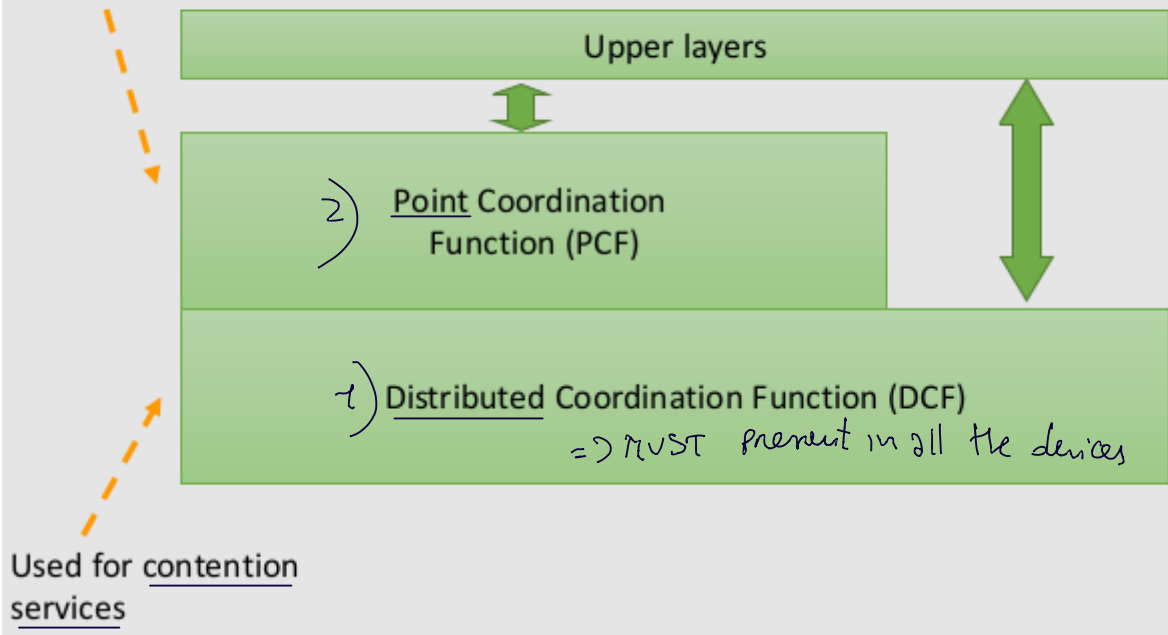 Upper layers
2) Point Coordination
Function (PCF)
1) Distributed Coordination Function (DCF)
=> MUST present in all the devices
Used for contention
services